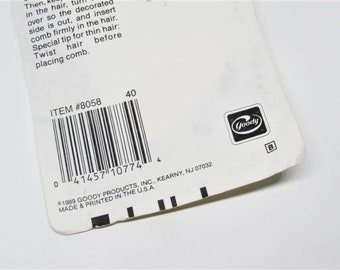 Then, keep
in the hair, turn
over so the decorated
side is out, and insert
comb firmly in the hair.
Special tip for thin hair:
Twist hair before
placing comb.
ITEM #8058 40
0 41457 10774 4
Goody
©1989 GOODY PRODUCTS, INC., KEARNY, NJ 07032
MADE & PRINTED IN THE U.S.A.
B